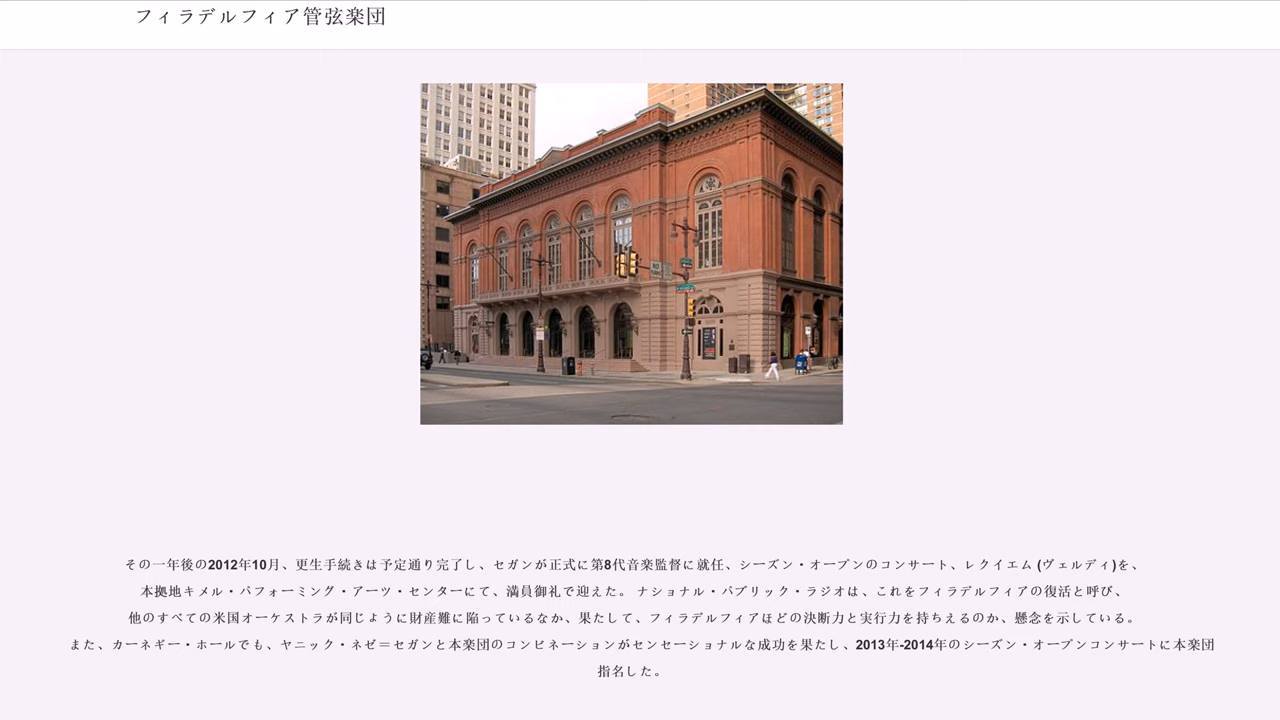 フィラデルフィア管弦楽団
その一年後の2012年10月、更生手続きは予定通り完了し、セガンが正式に第8代音楽監督に就任、シーズン・オープンのコンサート、レクイエム (ヴェルディ)を、
本拠地キメル・パフォーミング・アーツ・センターにて、満員御礼で迎えた。 ナショナル・パブリック・ラジオは、これをフィラデルフィアの復活と呼び、
他のすべての米国オーケストラが同じように財産難に陥っているなか、果たして、フィラデルフィアほどの決断力と実行力を持ちえるのか、懸念を示している。
また、カーネギー・ホールでも、ヤニック・ネゼ＝セガンと本楽団のコンビネーションがセンセーショナルな成功を果たし、2013年-2014年のシーズン・オープンコンサートに本楽団
指名した。